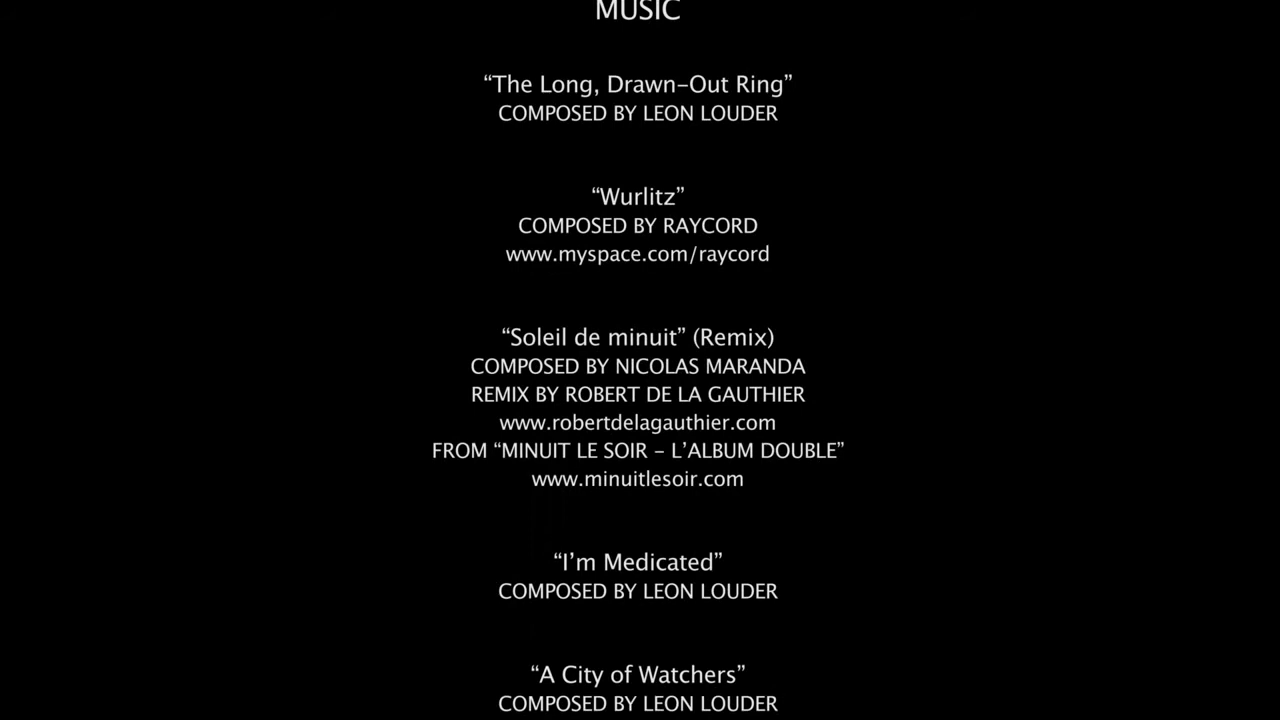 MUSIC
“The Long, Drawn–Out Ring”
COMPOSED BY LEON LOUDER
“Wurlitz”
COMPOSED BY RAYCORD
www.myspace.com/raycord
“Soleil de minuit” (Remix)
COMPOSED BY NICOLAS MARANDA
REMIX BY ROBERT DE LA GAUTHIER
www.robertdelagauthier.com
FROM “MINUIT LE SOIR – L’ALBUM DOUBLE”
www.minuitlesoir.com
“I’m Medicated”
COMPOSED BY LEON LOUDER
“A City of Watchers”
COMPOSED BY LEON LOUDER